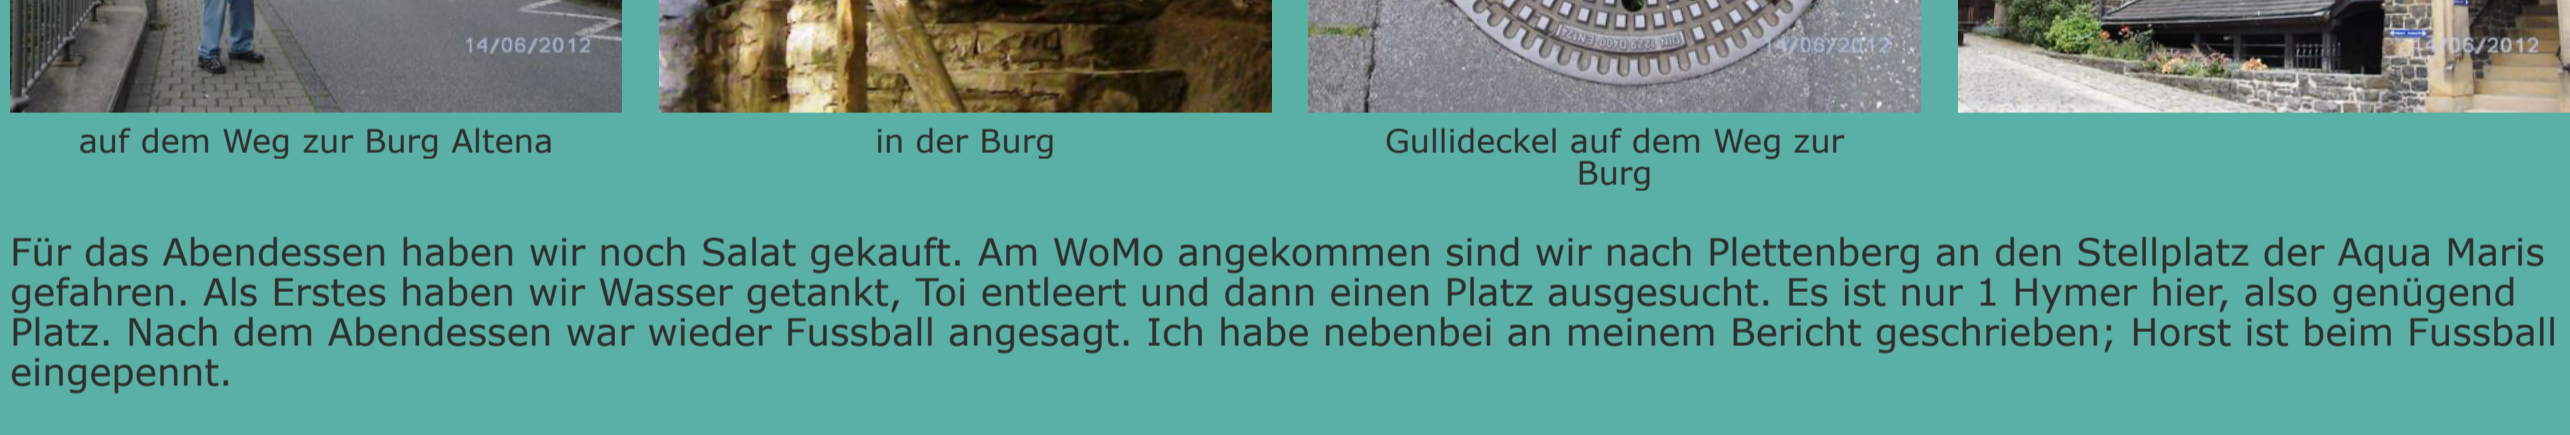 14/06/2012
14/06/2012
06/2012
auf dem Weg zur Burg Altena
in der Burg
Gullideckel auf dem Weg zur
Burg
Für das Abendessen haben wir noch Salat gekauft. Am WoMo angekommen sind wir nach Plettenberg an den Stellplatz der Aqua Maris
gefahren. Als Erstes haben wir Wasser getankt, Toi entleert und dann einen Platz ausgesucht. Es ist nur 1 Hymer hier, also genügend
Platz. Nach dem Abendessen war wieder Fussball angesagt. Ich habe nebenbei an meinem Bericht geschrieben; Horst ist beim Fussball
eingepennt.